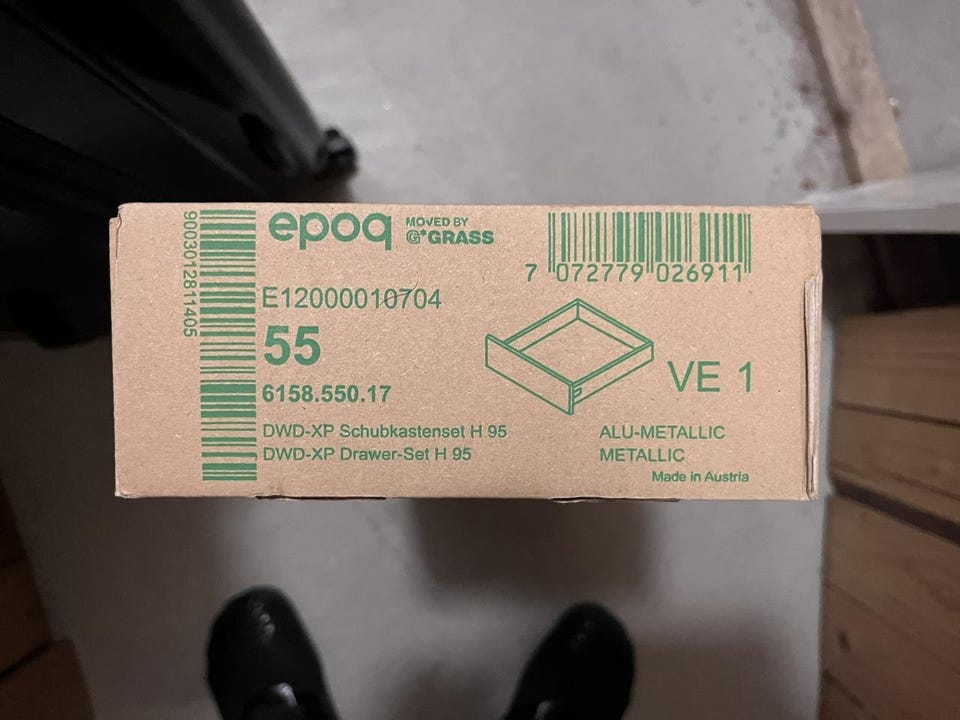 9003012811405
epoq
MOVED BY
GRASS
7 072779 026911
E12000010704
55
6158.550.17
VE 1
DWD-XP Schubkastenset H 95
DWD-XP Drawer-Set H 95
ALU-METALLIC
METALLIC
Made in Austria